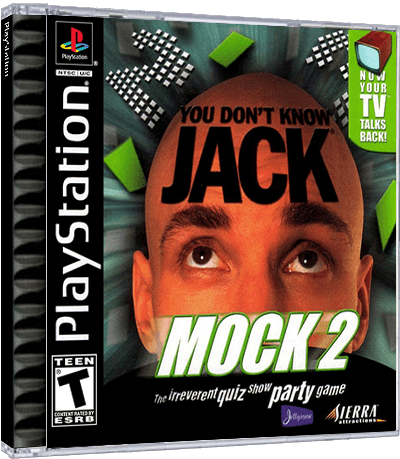 PlayStation
PlayStation
NTSC U/C
PlayStation
NOW
YOUR
TV
TALKS
BACK!
YOU DON'T KNOW
JACK
MOCK 2
The irreverent quiz show party game
TEEN
T
CONTENT RATED BY
ESRB
Jellyvision
SIERRA
attractions